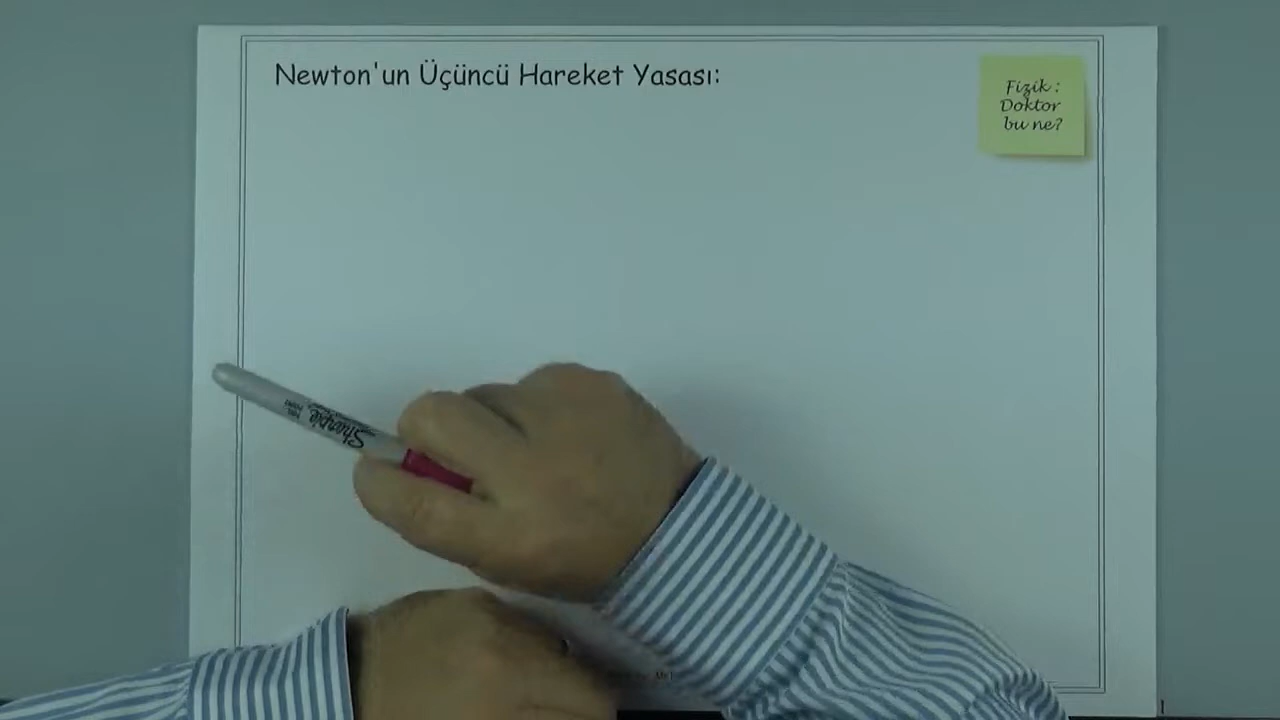 Newton'un Üçüncü Hareket Yasası:
Fizik :
Doktor
bu ne?
Sharpie